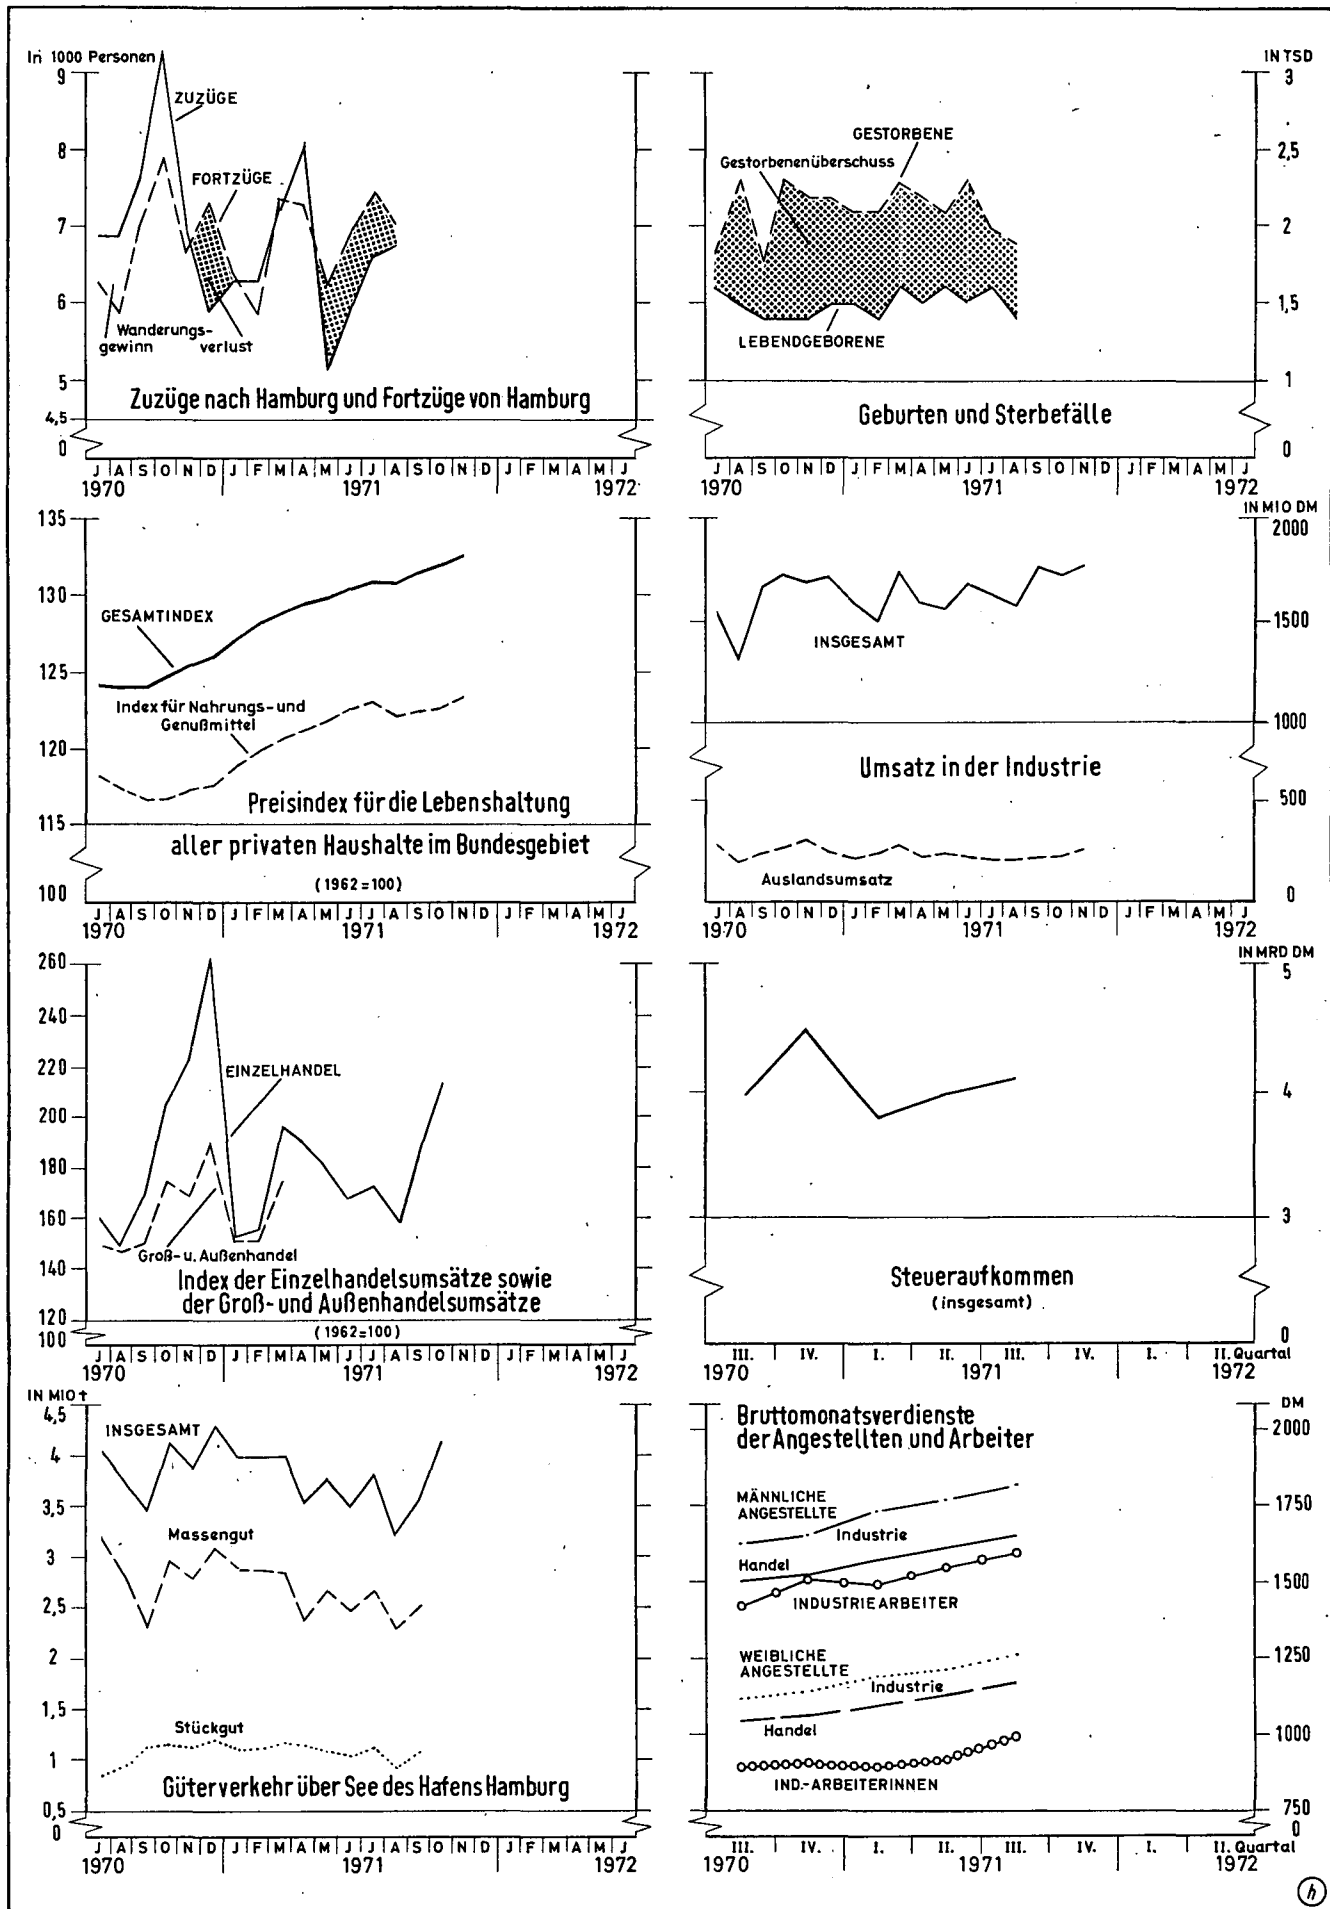 In 1000 Personen
9
8
7
6
5
4,5
0
ZUZÜGE
FORTZÜGE
Wanderungs-
gewinn
verlust
Zuzüge nach Hamburg und Fortzüge von Hamburg
J A S O N D J F M A M J J A S O N D J F M A M J
1970 1971 1972
IN TSD
3
2,5
2
1,5
1
0
GESTORBENE
Gestorbenenüberschuss
LEBENDGEBORENE
Geburten und Sterbefälle
J A S O N D J F M A M J J A S O N D J F M A M J
1970 1971 1972
135
130
125
120
115
100
GESAMTINDEX
Index für Nahrungs- und
Genußmittel
Preisindex für die Lebenshaltung
aller privaten Haushalte im Bundesgebiet
(1962=100)
J A S O N D J F M A M J J A S O N D J F M A M J
1970 1971 1972
IN MIO DM
2000
1500
1000
500
0
INSGESAMT
Umsatz in der Industrie
Auslandsumsatz
J A S O N D J F M A M J J A S O N D J F M A M J
1970 1971 1972
260
240
220
200
180
160
140
120
100
EINZELHANDEL
Groß- u. Außenhandel
Index der Einzelhandelsumsätze sowie
der Groß- und Außenhandelsumsätze
(1962=100)
J A S O N D J F M A M J J A S O N D J F M A M J
1970 1971 1972
IN MRD DM
5
4
3
0
Steueraufkommen
(insgesamt)
III. IV. I. II. III. IV. I. II. Quartal
1970 1971 1972
IN MIO t
4,5
4
3,5
3
2,5
2
1,5
1
0,5
0
INSGESAMT
Massengut
Stückgut
Güterverkehr über See des Hafens Hamburg
J A S O N D J F M A M J J A S O N D J F M A M J
1970 1971 1972
DM
2000
1750
1500
1250
1000
750
0
Bruttomonatsverdienste
der Angestellten und Arbeiter
MÄNNLICHE
ANGESTELLTE
Industrie
Handel
INDUSTRIEARBEITER
WEIBLICHE
ANGESTELLTE
Industrie
Handel
IND.-ARBEITERINNEN
III. IV. I. II. III. IV. I. II. Quartal
1970 1971 1972
h